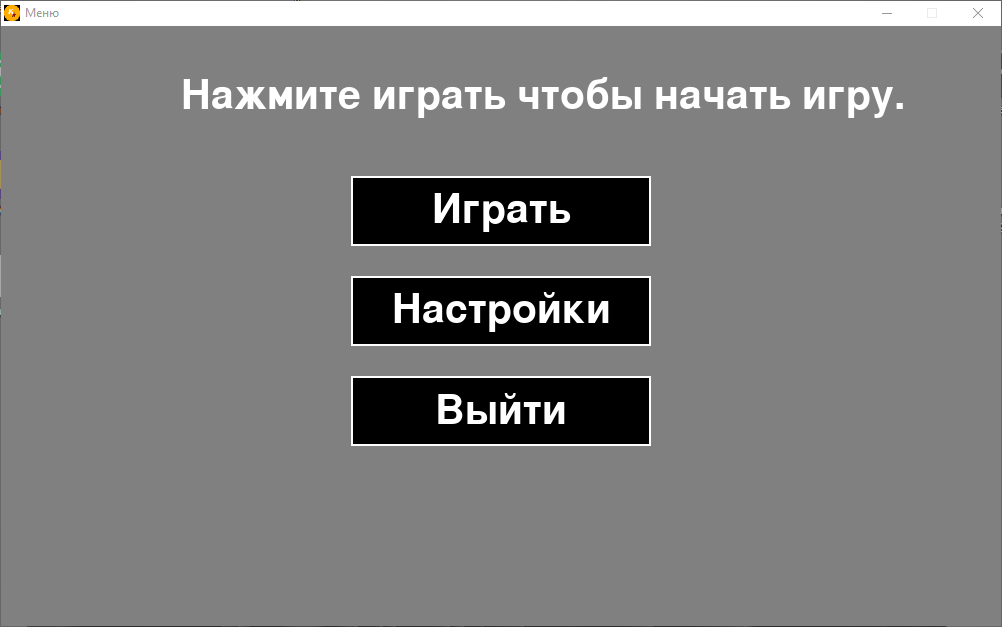 Меню
Нажмите играть чтобы начать игру.
Играть
Настройки
Выйти